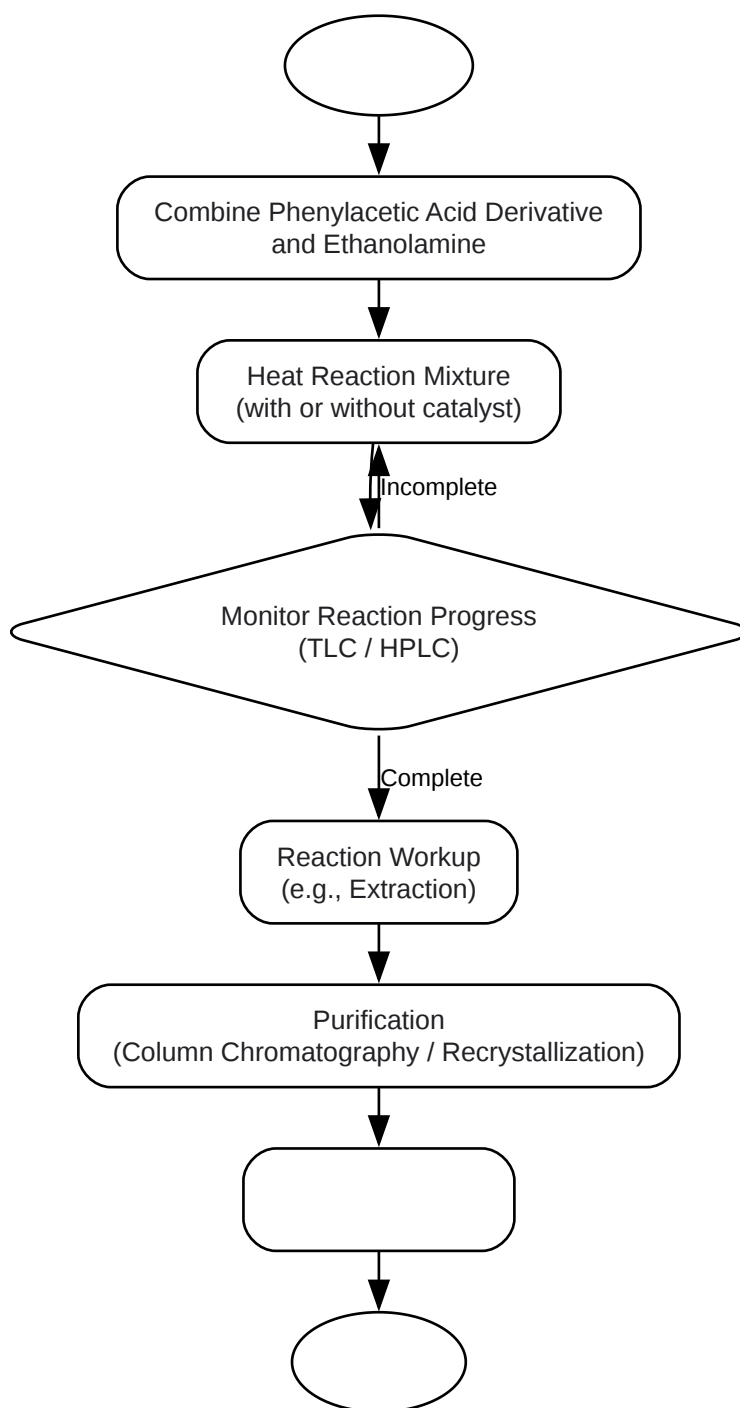 Combine Phenylacetic Acid Derivative
and Ethanolamine
Heat Reaction Mixture
(with or without catalyst)
Incomplete
Monitor Reaction Progress
(TLC / HPLC)
Complete
Reaction Workup
(e.g., Extraction)
Purification
(Column Chromatography / Recrystallization)